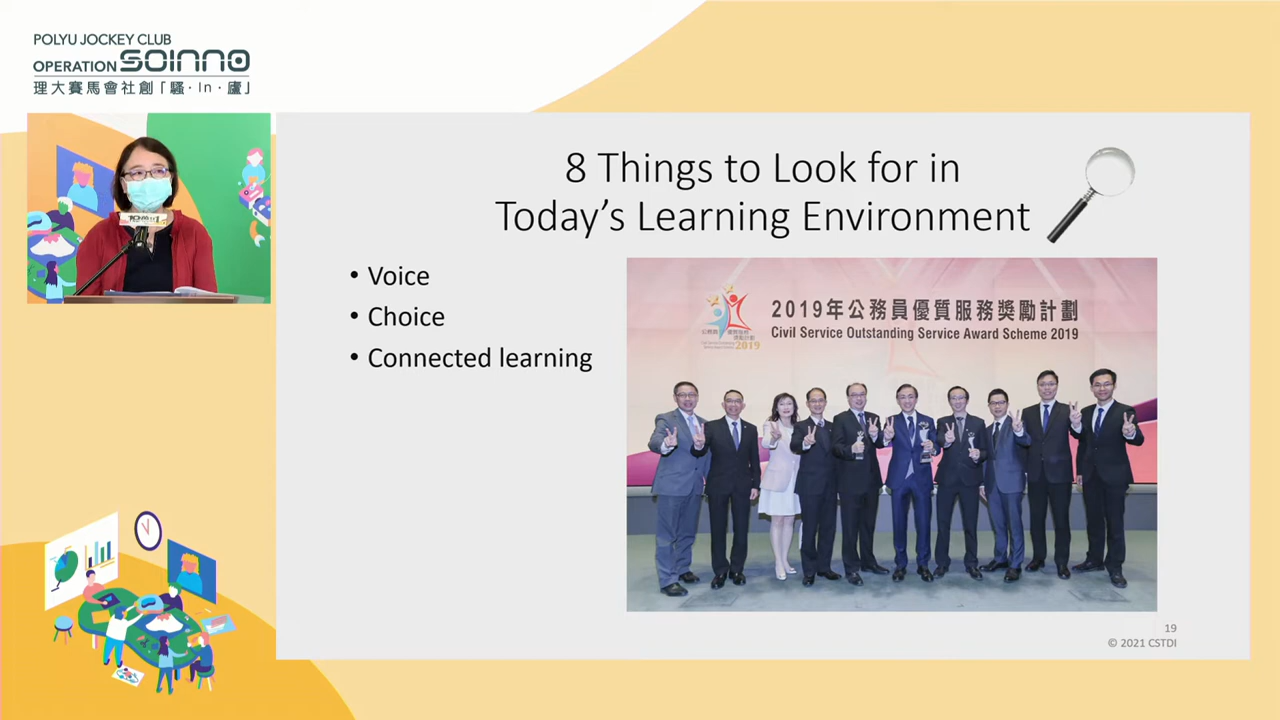 POLYU JOCKEY CLUB
OPERATION SOINNO
理大賽馬會社創「騷·In·廬」
8 Things to Look for in
Today's Learning Environment
• Voice
• Choice
• Connected learning
2019年公務員優質服務獎勵計劃
Civil Service Outstanding Service Award Scheme 2019
2019
19
© 2021 CSTDI